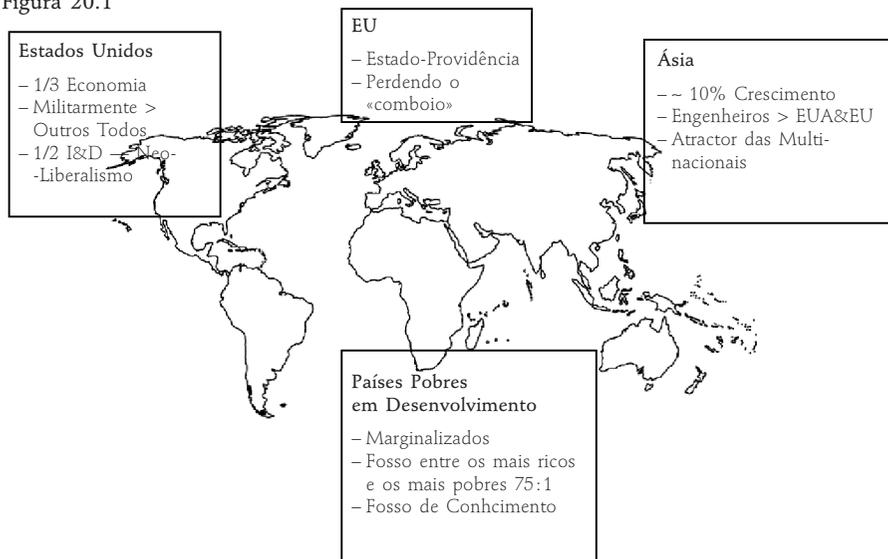 Figura 20.1
Estados Unidos
– 1/3 Economia
– Militarmente >
Outros Todos
– 1/2 I&D — Neo-
-Liberalismo
EU
– Estado-Providência
– Perdendo o
«comboio»
Ásia
– ~ 10% Crescimento
– Engenheiros > EUA&EU
– Atractor das Multi-
nacionais
Países Pobres
em Desenvolvimento
– Marginalizados
– Fosso entre os mais ricos
e os mais pobres 75:1
– Fosso de Conhcimento